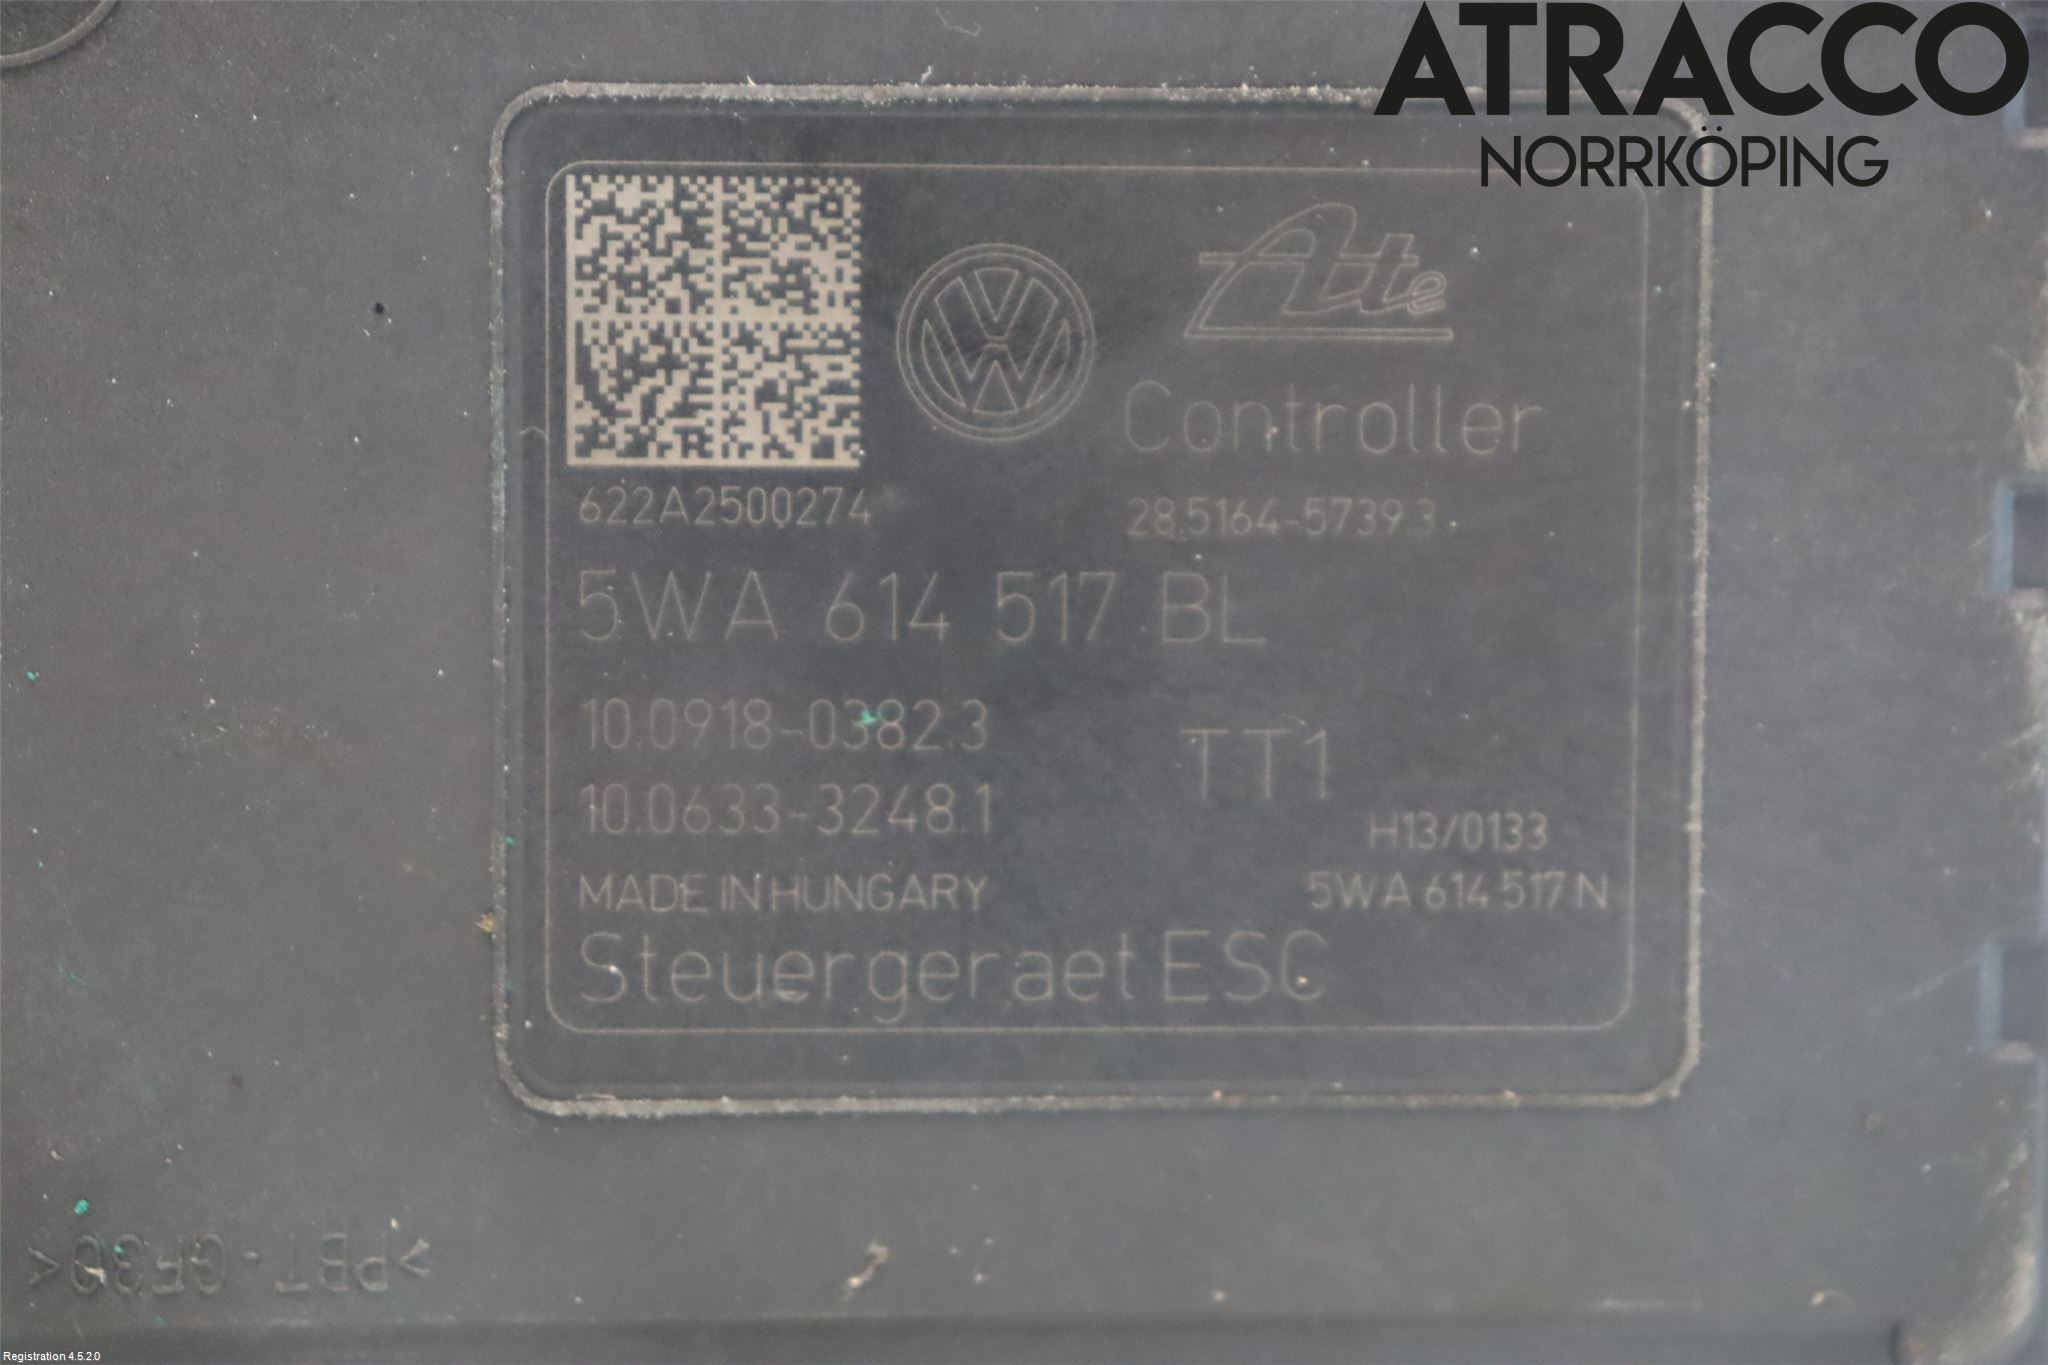 ATRACCO
NORRKÖPING
Ate
Controller
622A2500274
28.5164-5739.3
5WA 614 517 BL
10.0918-0382.3
TT1
10.0633-3248.1
H13/0133
MADE IN HUNGARY
5WA 614 517 N
Steuergeraet ESC
>PBT-GF30<
Registration 4.5.2.0